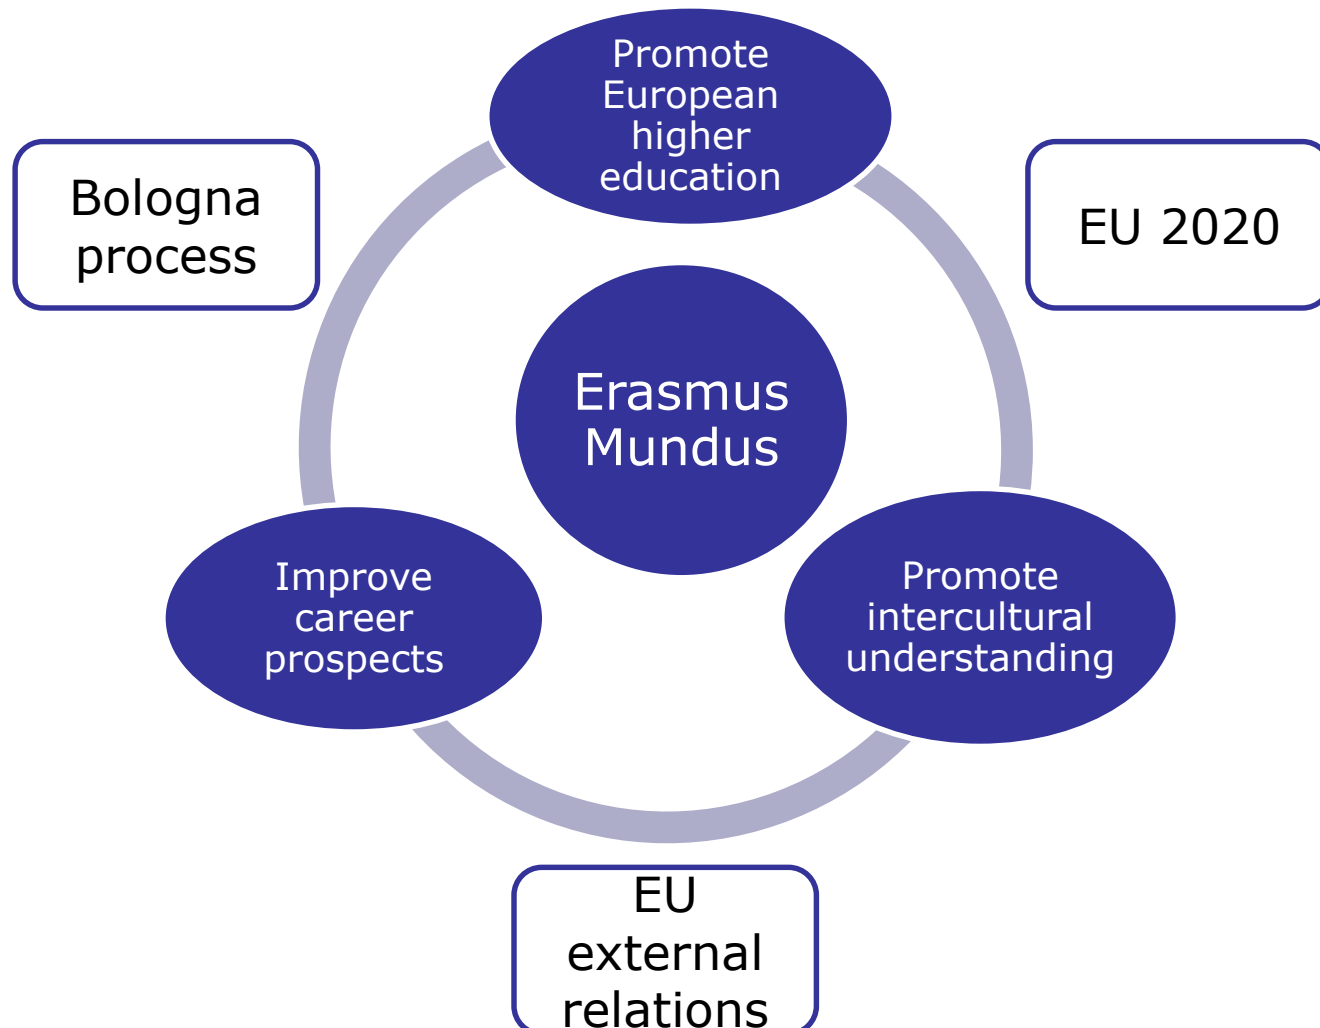 Promote
European
higher
education
Bologna
process
EU 2020
Erasmus
Mundus
Improve
career
prospects
Promote
intercultural
understanding
EU
external
relations